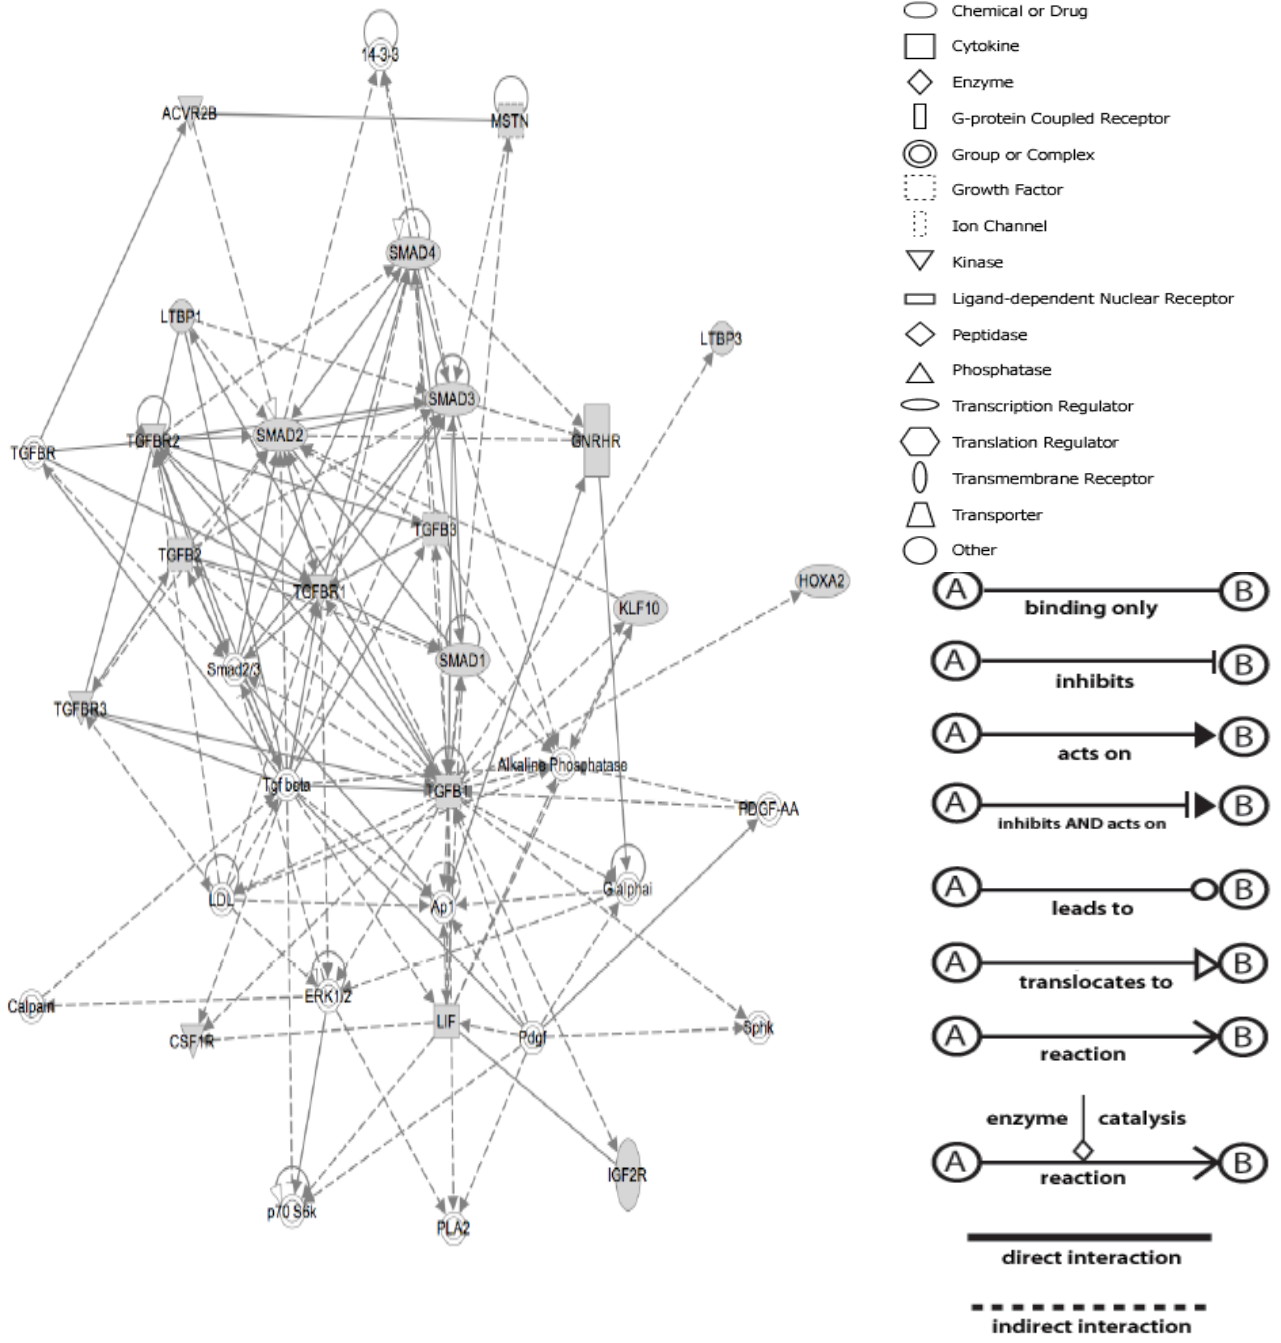 14-3-3
ACVR2B
MSTN
SMAD4
LTBP1
LTBP3
SMAD3
SMAD2
TGFBR2
TGFBR
GNRHR
TGFB3
TGFB2
TGFBR1
HOXA2
KLF10
SMAD1
Smad2/3
TGFBR3
Alkaline Phosphatase
Tgf beta
TGFB1
PDGF-AA
G alphai
LDL
Ap1
ERK1/2
Calpain
LIF
CSF1R
Pdgf
Sphk
IGF2R
p70 S6k
PLA2
Chemical or Drug
Cytokine
Enzyme
G-protein Coupled Receptor
Group or Complex
Growth Factor
Ion Channel
Kinase
Ligand-dependent Nuclear Receptor
Peptidase
Phosphatase
Transcription Regulator
Translation Regulator
Transmembrane Receptor
Transporter
Other
A B
binding only
A B
inhibits
A B
acts on
A B
inhibits AND acts on
A B
leads to
A B
translocates to
A B
reaction
enzyme catalysis
A B
reaction
direct interaction
indirect interaction